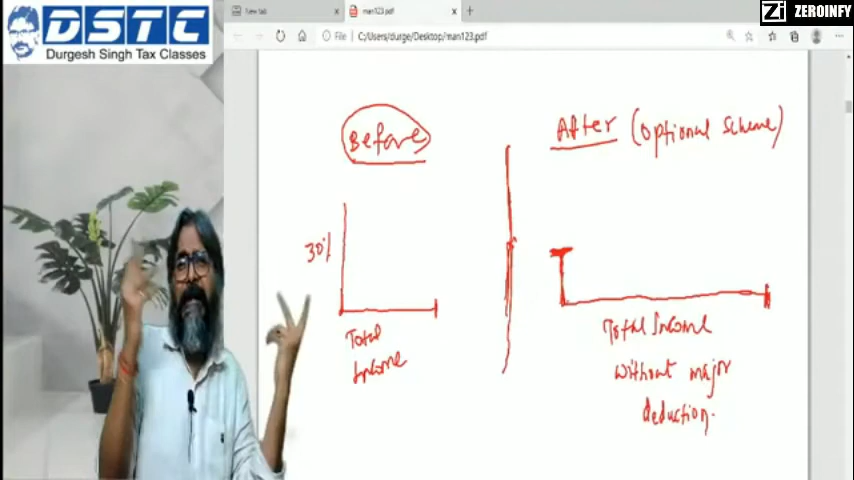 DSTC
Durgesh Singh Tax Classes
New tab
man123.pdf
Zi ZEROINFY
File
C:/Users/durge/Desktop/man123.pdf
Before
After (optional Scheme)
30%
Total
Income
Total Income
without major
deduction.